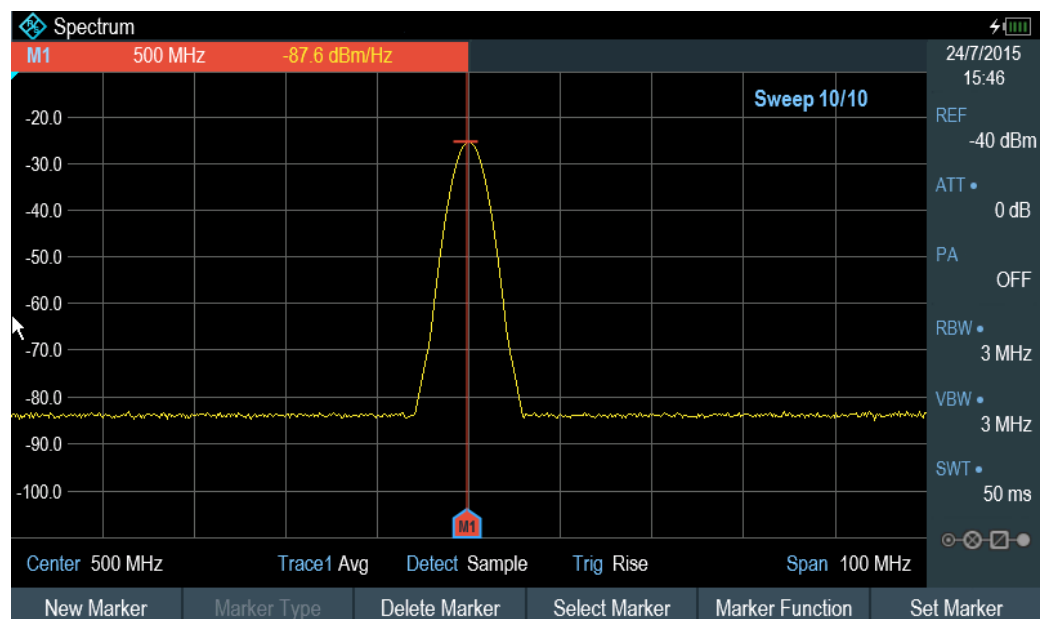 Spectrum
M1 500 MHz -87.6 dBm/Hz
24/7/2015
15:46
Sweep 10/10
REF
-40 dBm
ATT
0 dB
PA
OFF
RBW
3 MHz
VBW
3 MHz
SWT
50 ms
-20.0
-30.0
-40.0
-50.0
-60.0
-70.0
-80.0
-90.0
-100.0
M1
Center 500 MHz Trace1 Avg Detect Sample Trig Rise Span 100 MHz
New Marker Marker Type Delete Marker Select Marker Marker Function Set Marker